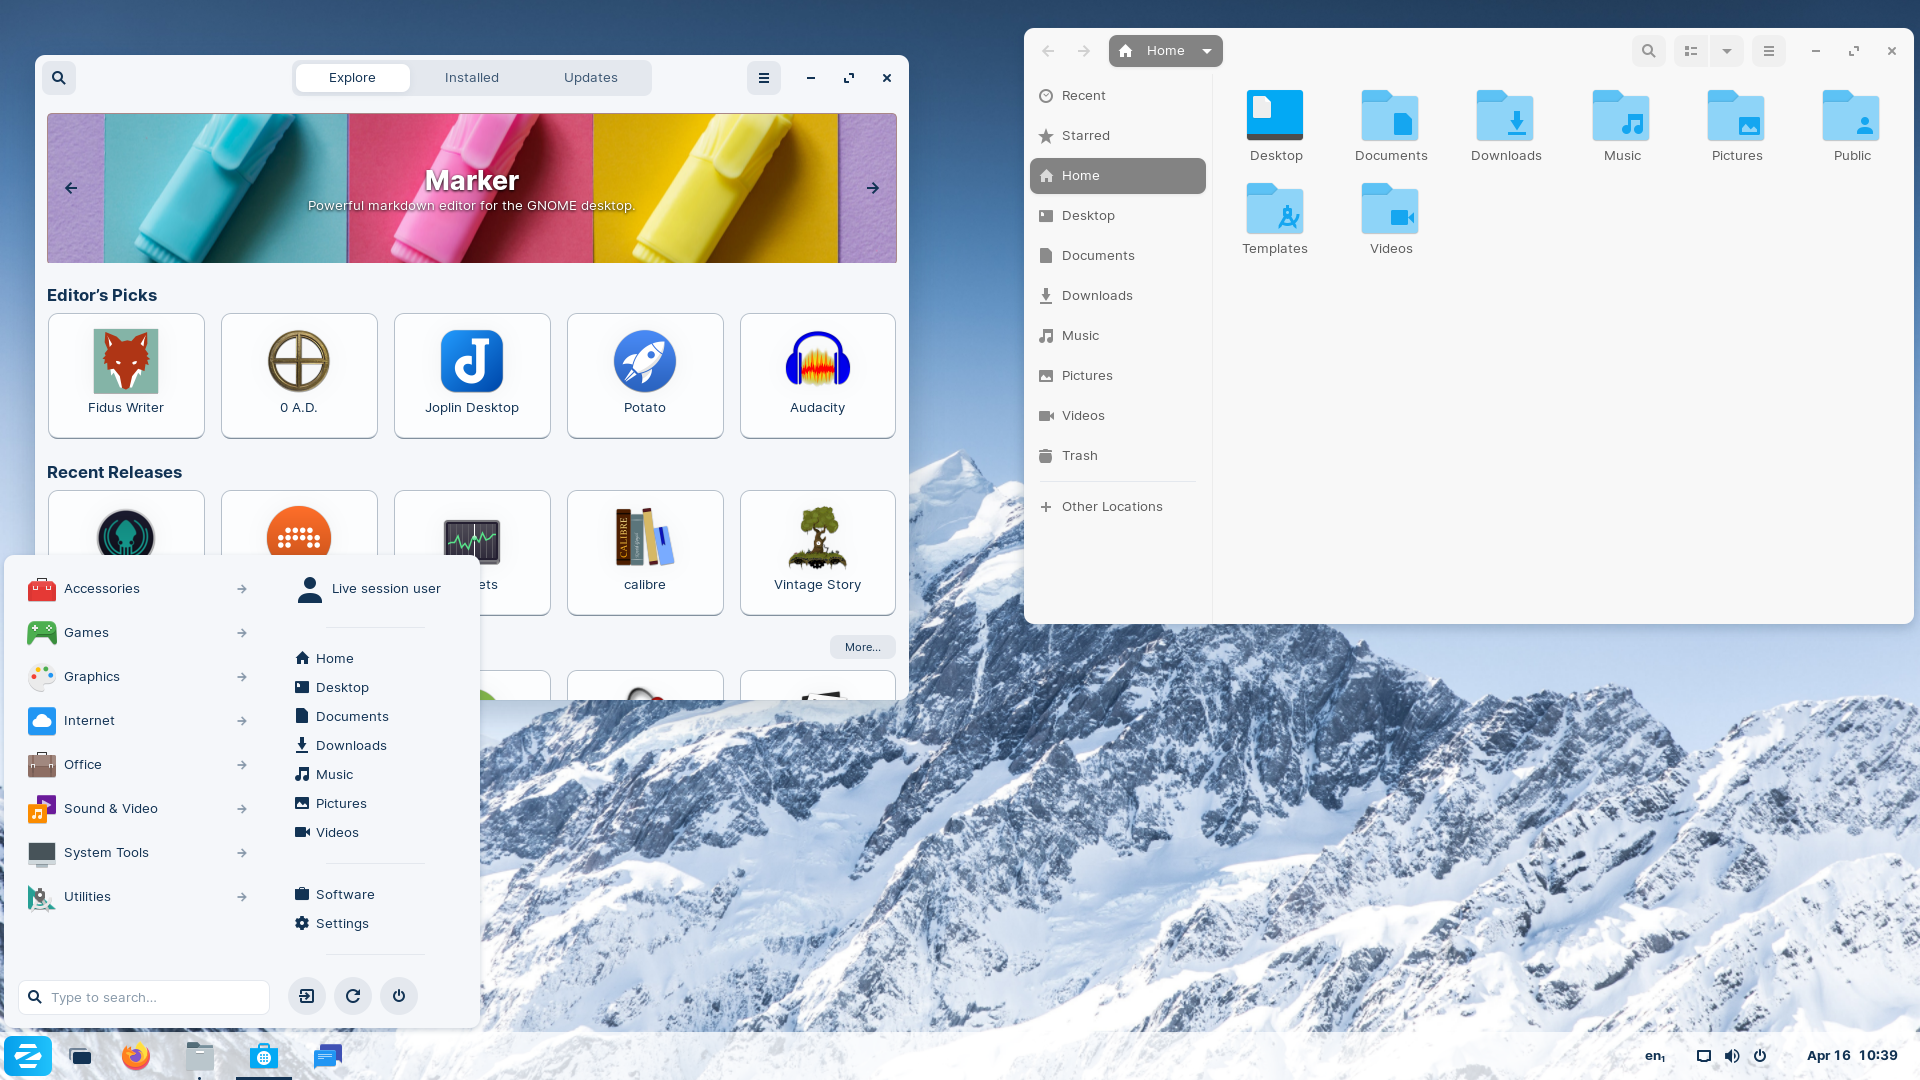 Explore
Installed
Updates
Marker
Powerful markdown editor for the GNOME desktop.
Editor's Picks
Fidus Writer
0 A.D.
Joplin Desktop
Potato
Audacity
Recent Releases
CALIBRE
ets
calibre
Vintage Story
More...
Accessories
Games
Graphics
Internet
Office
Sound & Video
System Tools
Utilities
Type to search...
Live session user
Home
Desktop
Documents
Downloads
Music
Pictures
Videos
Software
Settings
Home
Recent
Starred
Home
Desktop
Documents
Downloads
Music
Pictures
Videos
Trash
Other Locations
Desktop
Documents
Downloads
Music
Pictures
Public
Templates
Videos
en₁
Apr 16 10:39